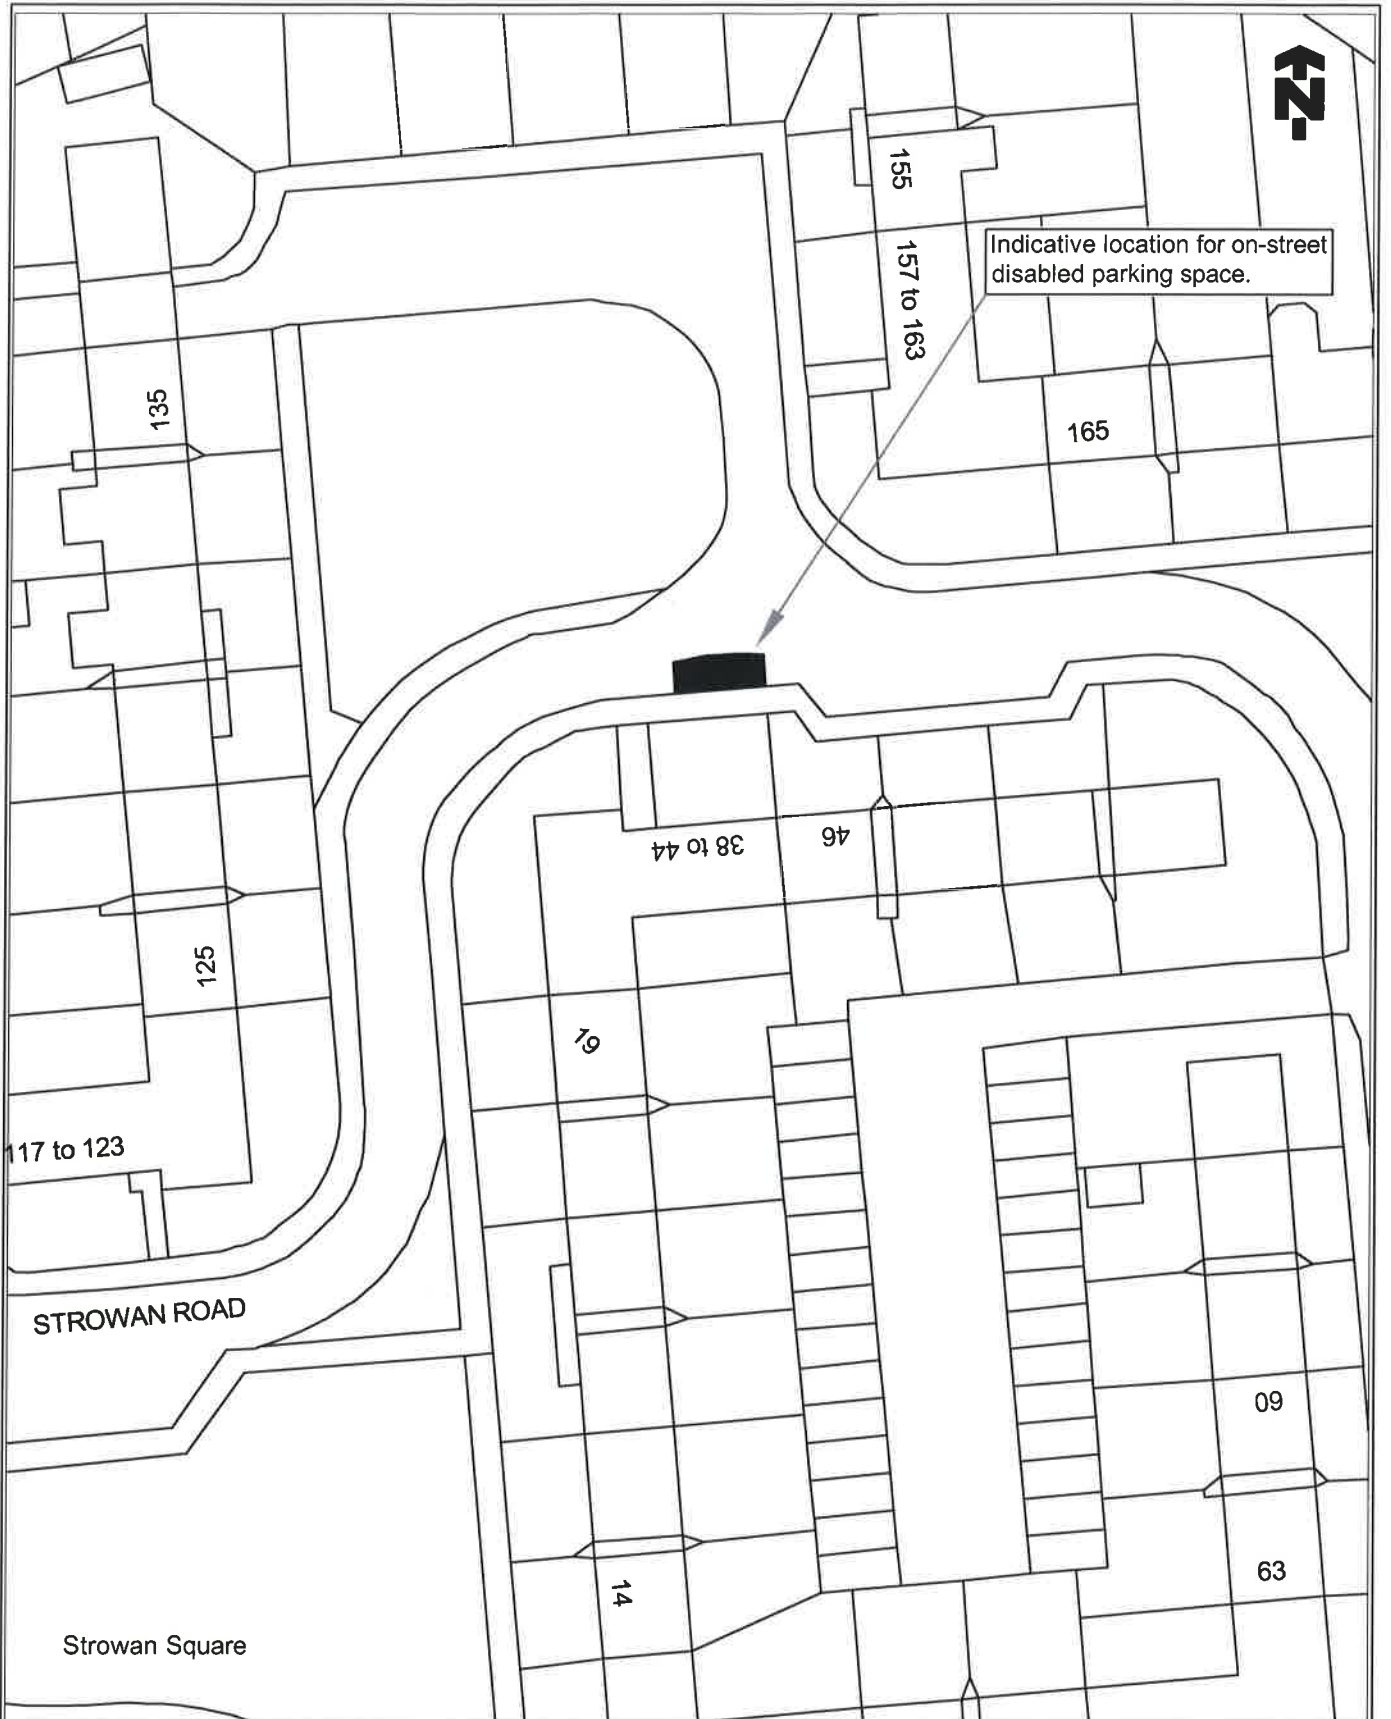 N
155
Indicative location for on-street
disabled parking space.
157 to 163
135
165
38 to 44
46
125
19
117 to 123
STROWAN ROAD
60
63
14
Strowan Square